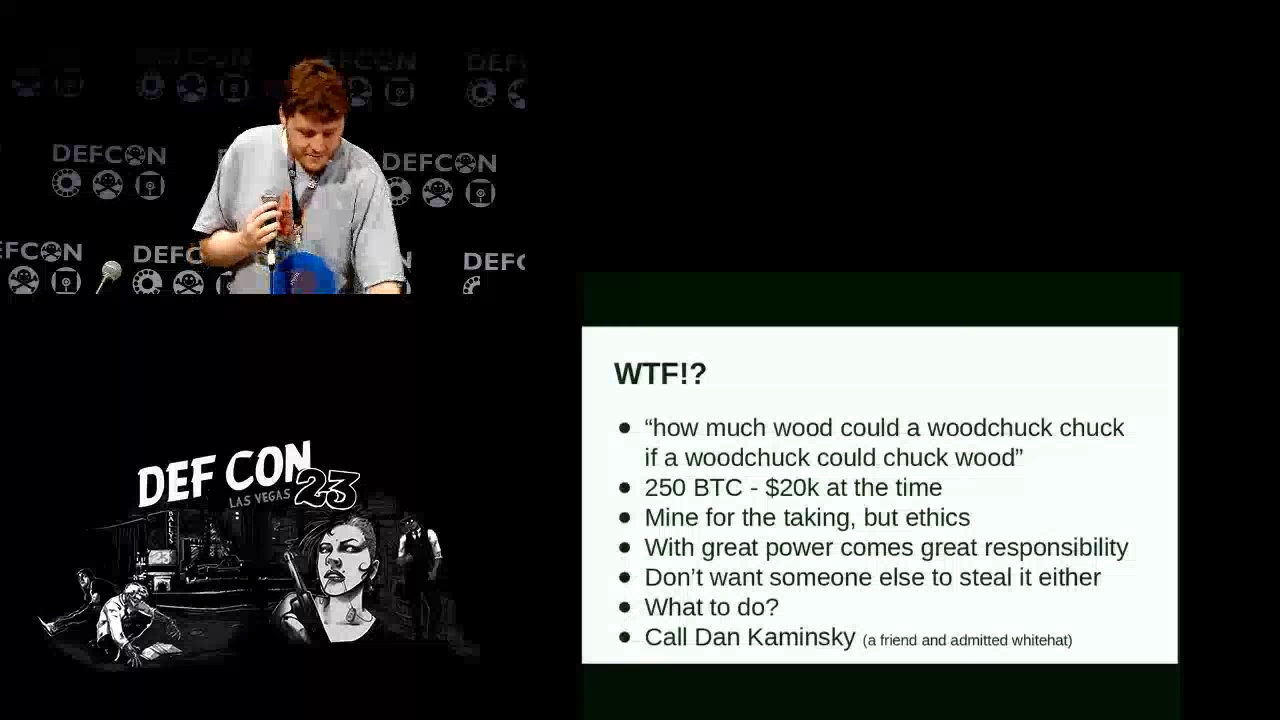 DEFCON
DEFCON
DEFCON
DEFCON
DEFCON
DEF CON 23
LAS VEGAS
WTF!?
“how much wood could a woodchuck chuck
if a woodchuck could chuck wood”
250 BTC - $20k at the time
Mine for the taking, but ethics
With great power comes great responsibility
Don’t want someone else to steal it either
What to do?
Call Dan Kaminsky (a friend and admitted whitehat)